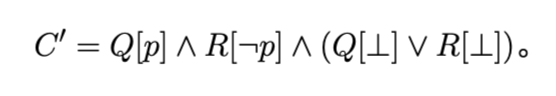 C′ = Q[p] ∧ R[¬p] ∧ (Q[⊥] ∨ R[⊥])。